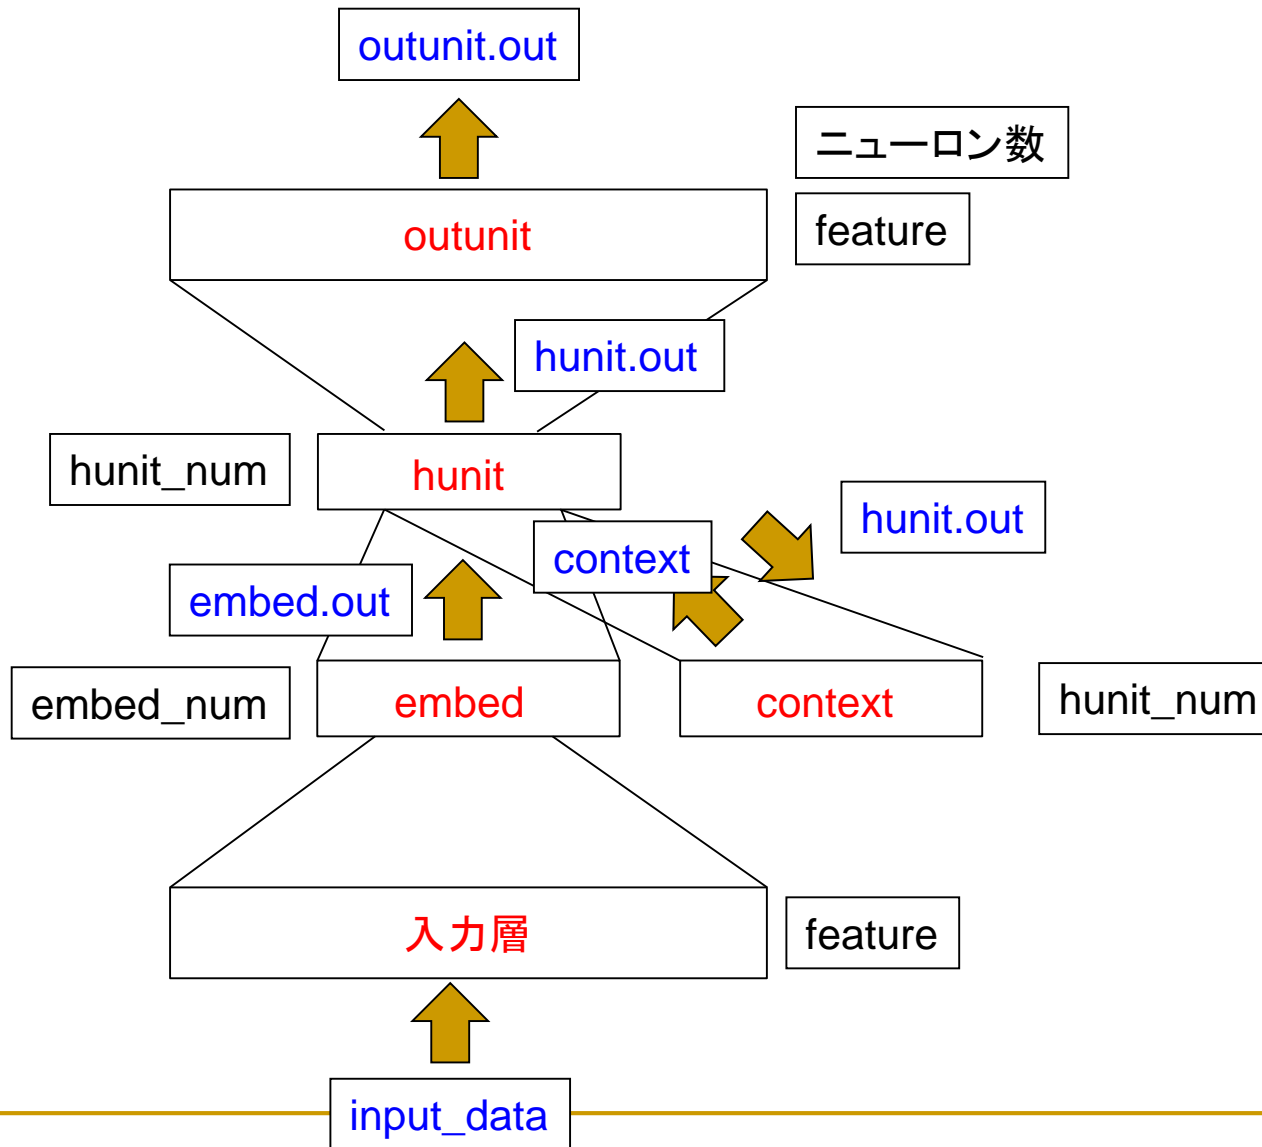 outunit.out
ニューロン数
outunit
feature
hunit.out
hunit_num
hunit
hunit.out
context
embed.out
embed_num
embed
context
hunit_num
入力層
feature
input_data